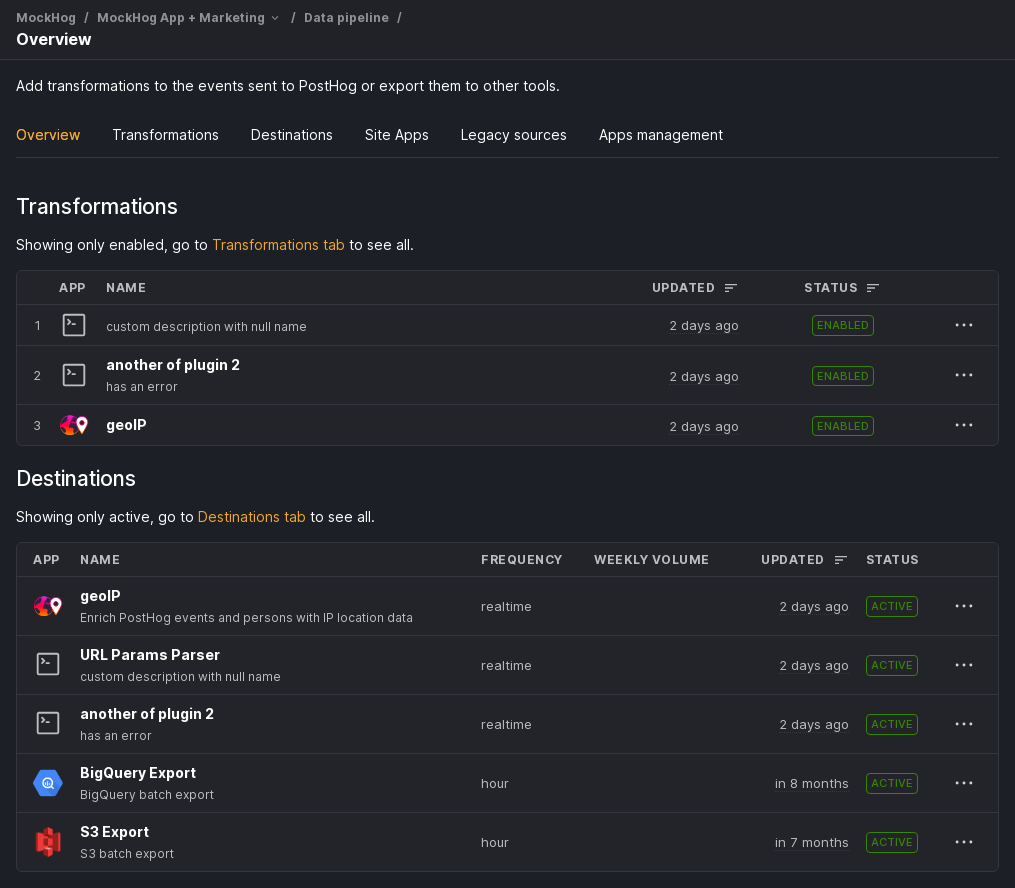 MockHog / MockHog App + Marketing / Data pipeline /
Overview
Add transformations to the events sent to PostHog or export them to other tools.
Overview Transformations Destinations Site Apps Legacy sources Apps management
Transformations
Showing only enabled, go to Transformations tab to see all.
APP NAME UPDATED STATUS
1 custom description with null name 2 days ago ENABLED
2 another of plugin 2 2 days ago ENABLED
has an error
3 geoIP 2 days ago ENABLED
Destinations
Showing only active, go to Destinations tab to see all.
APP NAME FREQUENCY WEEKLY VOLUME UPDATED STATUS
geoIP realtime 2 days ago ACTIVE
Enrich PostHog events and persons with IP location data
URL Params Parser realtime 2 days ago ACTIVE
custom description with null name
another of plugin 2 realtime 2 days ago ACTIVE
has an error
BigQuery Export hour in 8 months ACTIVE
BigQuery batch export
S3 Export hour in 7 months ACTIVE
S3 batch export